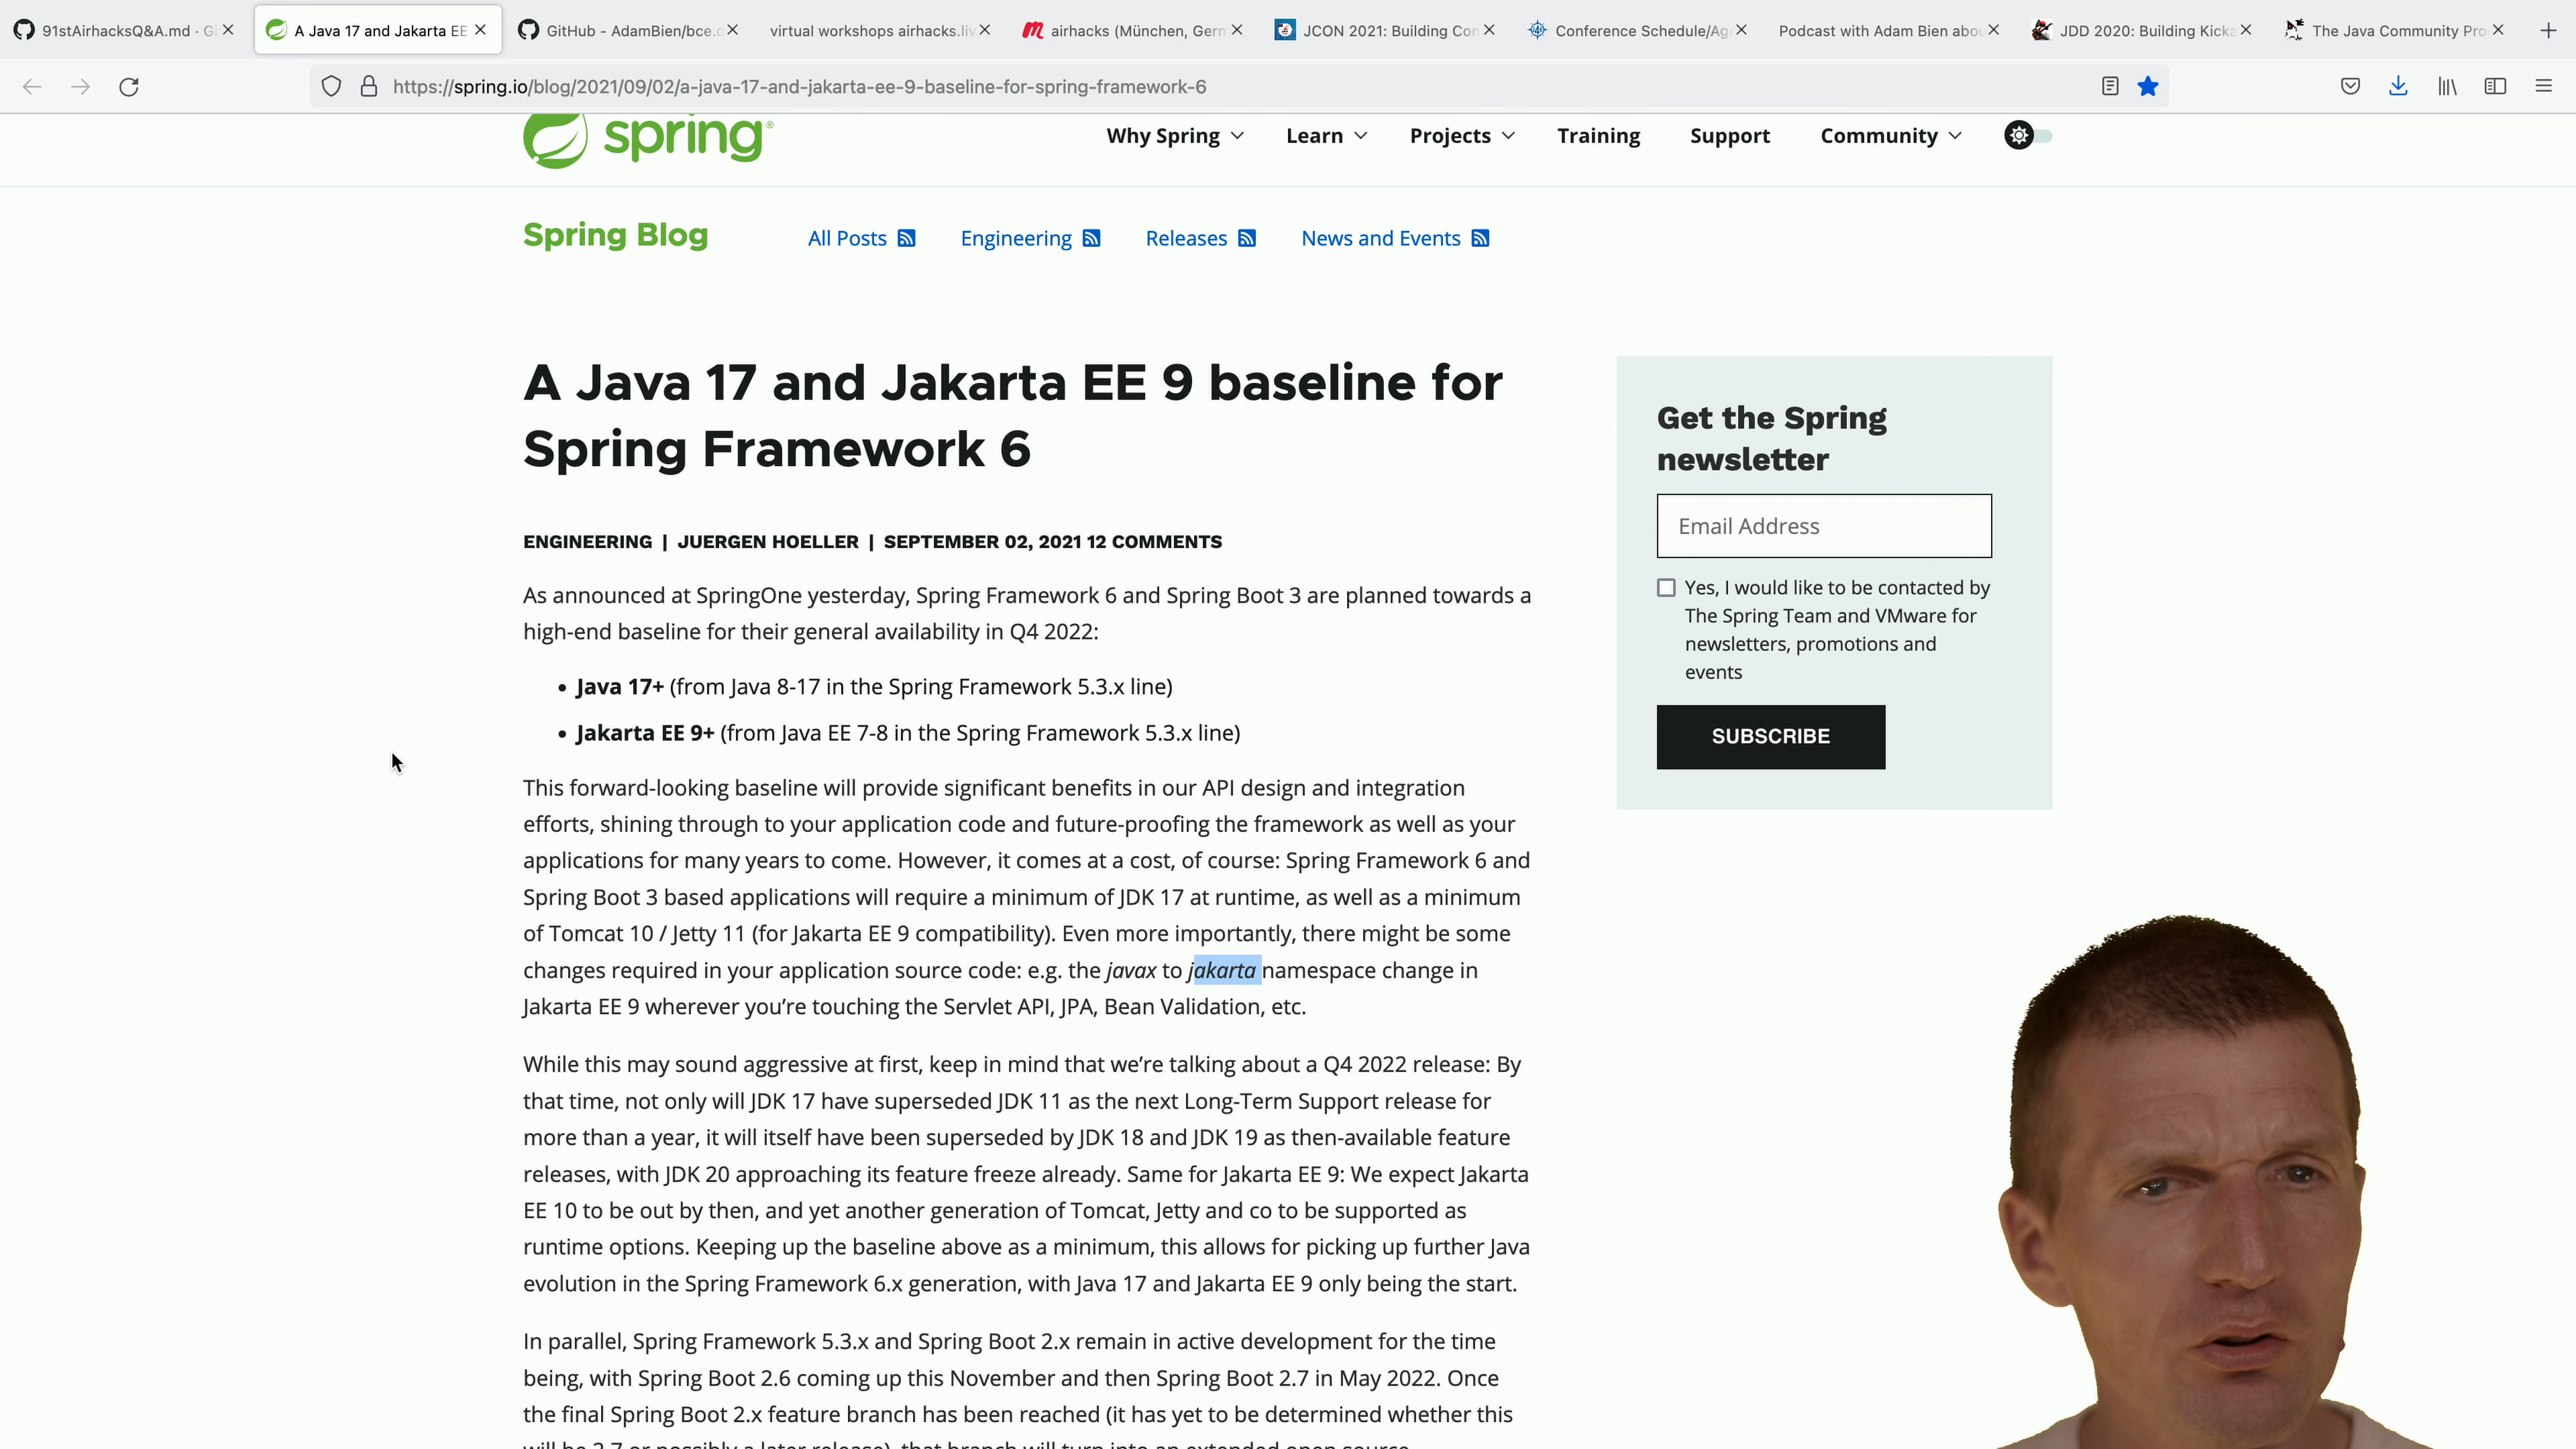 91stAirhacksQ&A.md · Gi
A Java 17 and Jakarta EE
GitHub - AdamBien/bce.d
virtual workshops airhacks.liv
airhacks (München, Germ
JCON 2021: Building Con
Conference Schedule/Age
Podcast with Adam Bien abou
JDD 2020: Building Kicka
The Java Community Pro
https://spring.io/blog/2021/09/02/a-java-17-and-jakarta-ee-9-baseline-for-spring-framework-6
spring®
Why Spring
Learn
Projects
Training
Support
Community
Spring Blog
All Posts
Engineering
Releases
News and Events
A Java 17 and Jakarta EE 9 baseline for
Spring Framework 6
ENGINEERING | JUERGEN HOELLER | SEPTEMBER 02, 2021 12 COMMENTS
As announced at SpringOne yesterday, Spring Framework 6 and Spring Boot 3 are planned towards a
high-end baseline for their general availability in Q4 2022:
• Java 17+ (from Java 8-17 in the Spring Framework 5.3.x line)
• Jakarta EE 9+ (from Java EE 7-8 in the Spring Framework 5.3.x line)
This forward-looking baseline will provide significant benefits in our API design and integration
efforts, shining through to your application code and future-proofing the framework as well as your
applications for many years to come. However, it comes at a cost, of course: Spring Framework 6 and
Spring Boot 3 based applications will require a minimum of JDK 17 at runtime, as well as a minimum
of Tomcat 10 / Jetty 11 (for Jakarta EE 9 compatibility). Even more importantly, there might be some
changes required in your application source code: e.g. the javax to jakarta namespace change in
Jakarta EE 9 wherever you’re touching the Servlet API, JPA, Bean Validation, etc.
While this may sound aggressive at first, keep in mind that we’re talking about a Q4 2022 release: By
that time, not only will JDK 17 have superseded JDK 11 as the next Long-Term Support release for
more than a year, it will itself have been superseded by JDK 18 and JDK 19 as then-available feature
releases, with JDK 20 approaching its feature freeze already. Same for Jakarta EE 9: We expect Jakarta
EE 10 to be out by then, and yet another generation of Tomcat, Jetty and co to be supported as
runtime options. Keeping up the baseline above as a minimum, this allows for picking up further Java
evolution in the Spring Framework 6.x generation, with Java 17 and Jakarta EE 9 only being the start.
In parallel, Spring Framework 5.3.x and Spring Boot 2.x remain in active development for the time
being, with Spring Boot 2.6 coming up this November and then Spring Boot 2.7 in May 2022. Once
the final Spring Boot 2.x feature branch has been reached (it has yet to be determined whether this
will be 2.7 or possibly a later release), that branch will turn into an extended open source
Get the Spring
newsletter
Email Address
Yes, I would like to be contacted by
The Spring Team and VMware for
newsletters, promotions and
events
SUBSCRIBE